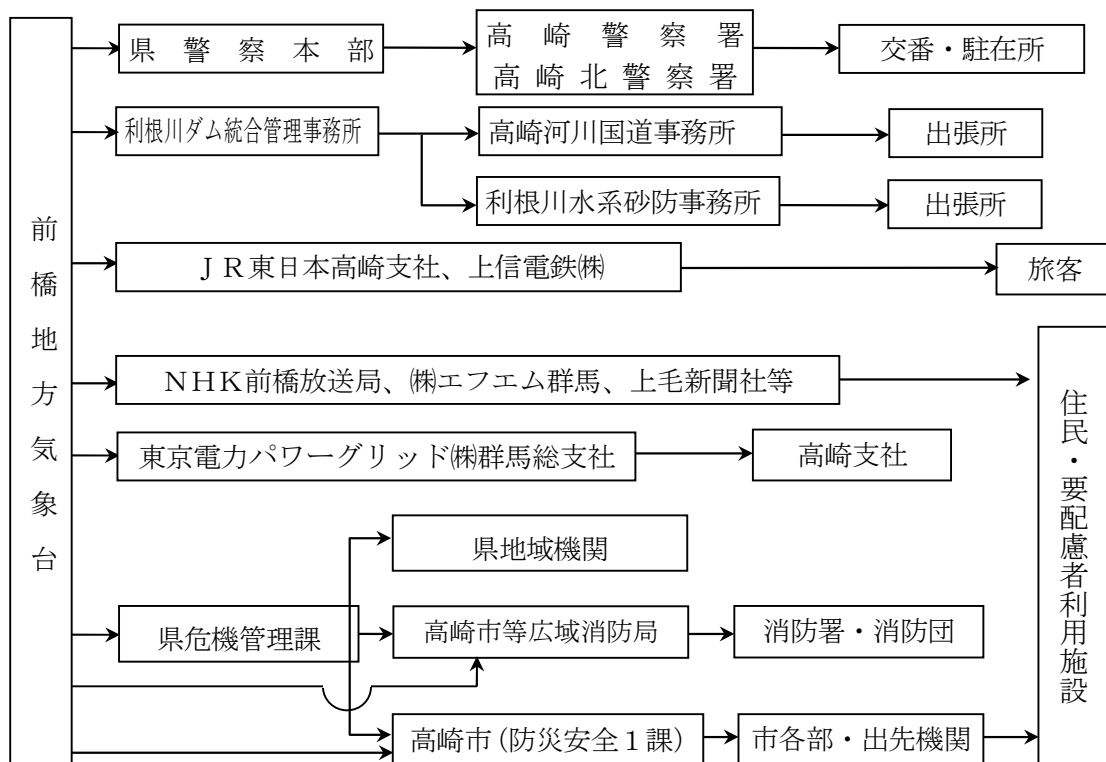 前橋地方気象台
県警察本部
高崎警察署
高崎北警察署
交番・駐在所
利根川ダム統合管理事務所
高崎河川国道事務所
出張所
利根川水系砂防事務所
出張所
ＪＲ東日本高崎支社、上信電鉄㈱
旅客
ＮＨＫ前橋放送局、㈱エフエム群馬、上毛新聞社等
住民・要配慮者利用施設
東京電力パワーグリッド㈱群馬総支社
高崎支社
県地域機関
県危機管理課
高崎市等広域消防局
消防署・消防団
高崎市(防災安全１課)
市各部・出先機関